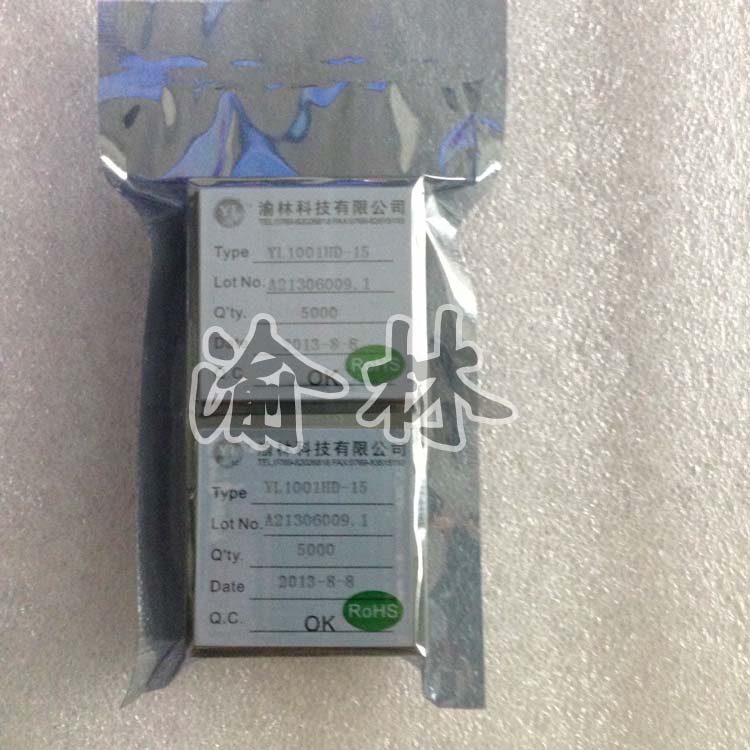 渝林科技有限公司
Type YL1001HD-15
Lot No. A21306009.1
Q'ty. 5000
Date 2013-8-8
Q.C. OK RoHS
渝林
渝林科技有限公司
Type YL1001HD-15
Lot No. A21306009.1
Q'ty. 5000
Date 2013-8-8
Q.C. OK RoHS